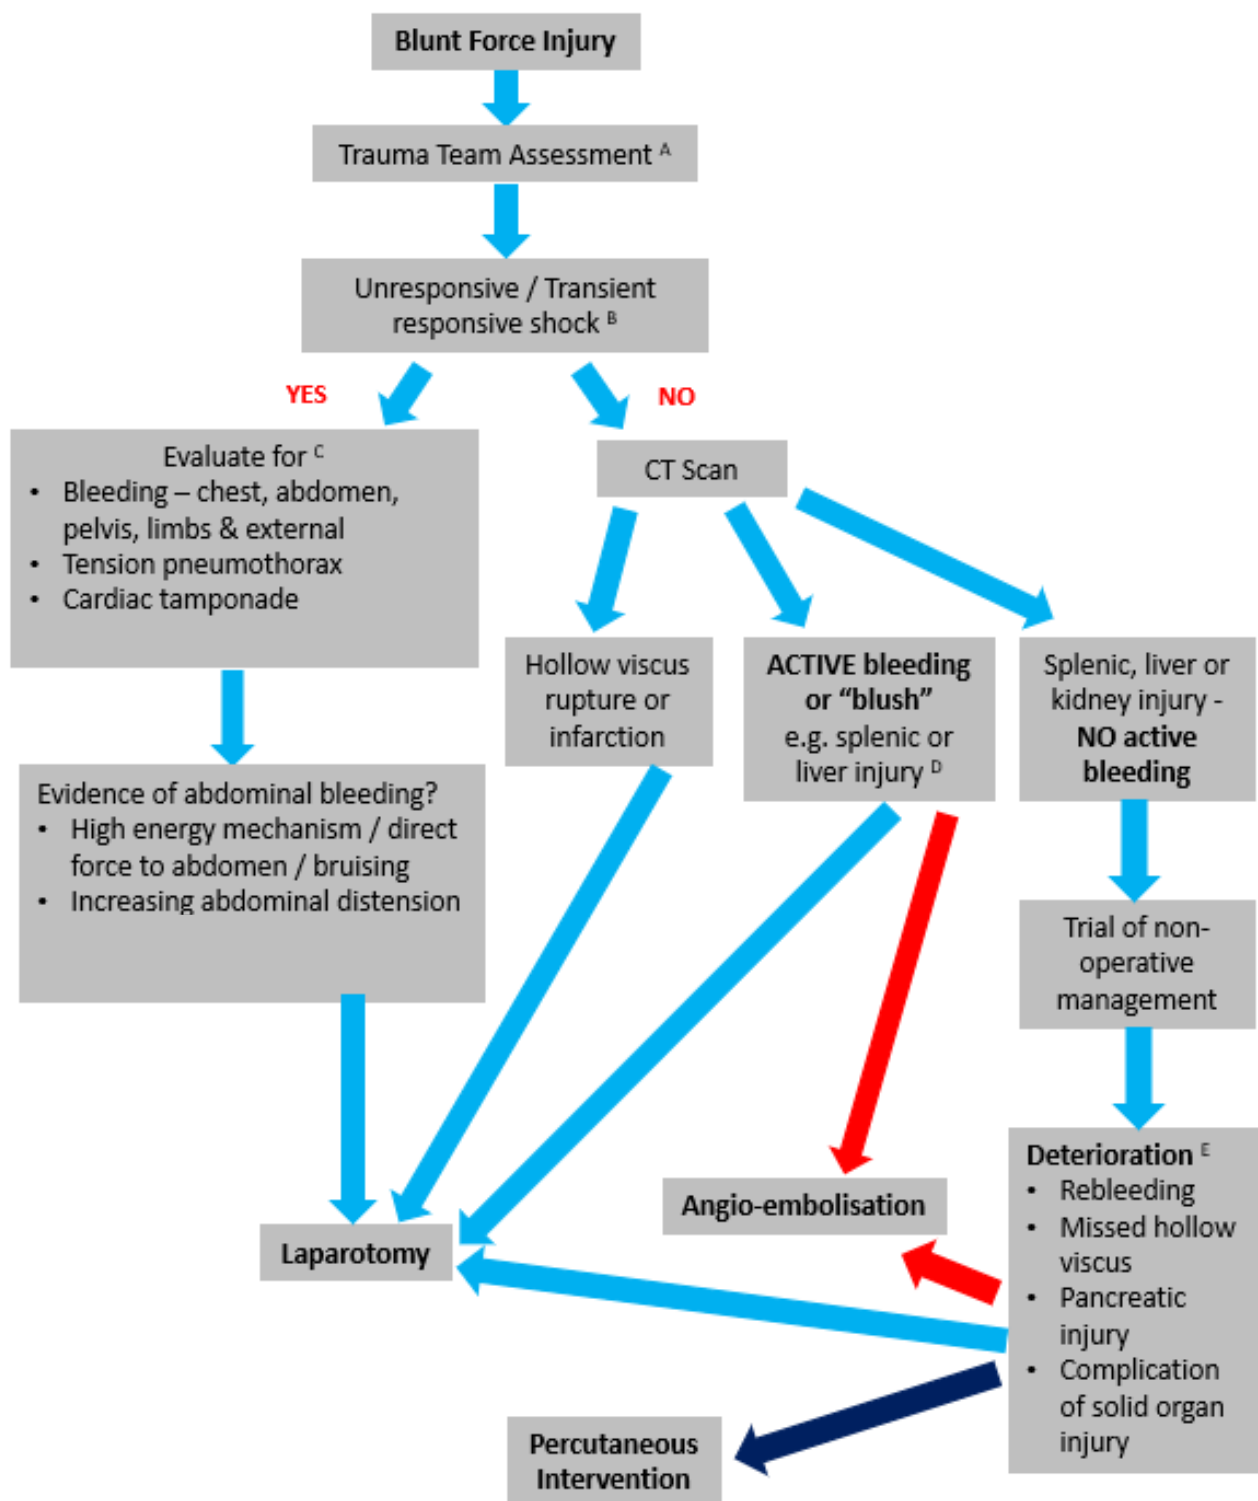 Blunt Force Injury
Trauma Team Assessment A
Unresponsive / Transient
responsive shock B
YES
NO
Evaluate for C
• Bleeding – chest, abdomen,
pelvis, limbs & external
• Tension pneumothorax
• Cardiac tamponade
CT Scan
Hollow viscus
rupture or
infarction
ACTIVE bleeding
or “blush”
e.g. splenic or
liver injury D
Splenic, liver or
kidney injury -
NO active
bleeding
Evidence of abdominal bleeding?
• High energy mechanism / direct
force to abdomen / bruising
• Increasing abdominal distension
Trial of non-
operative
management
Deterioration E
• Rebleeding
• Missed hollow
viscus
• Pancreatic
injury
• Complication
of solid organ
injury
Angio-embolisation
Laparotomy
Percutaneous
Intervention